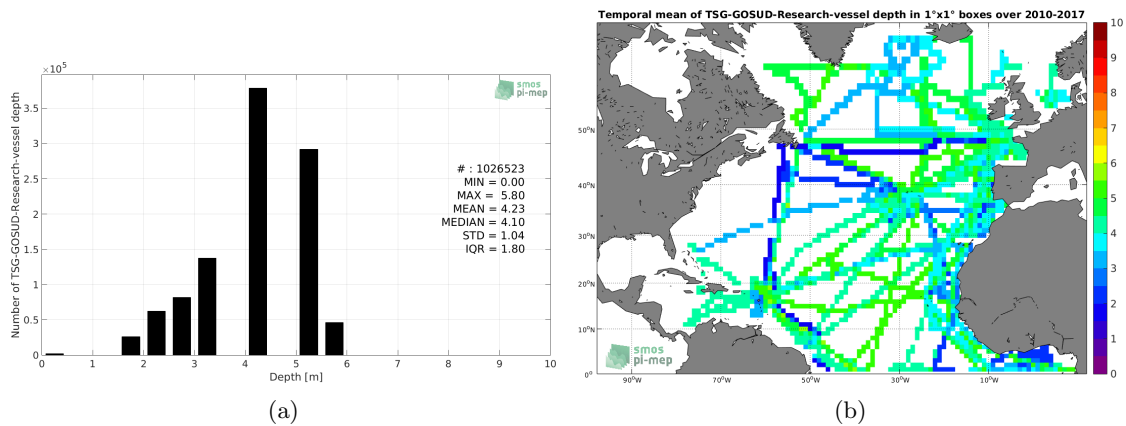 Temporal mean of TSG-GOSUD-Research-vessel depth in 1°x1° boxes over 2010-2017
×10⁵
Number of TSG-GOSUD-Research-vessel depth
3.5
3
2.5
2
1.5
1
0.5
0
smos
pi-mep
# : 1026523
MIN = 0.00
MAX = 5.80
MEAN = 4.23
MEDIAN = 4.10
STD = 1.04
IQR = 1.80
0 1 2 3 4 5 6 7 8 9 10
Depth [m]
(a)
50°N
40°N
30°N
20°N
10°N
0°
90°W 70°W 50°W 30°W 10°W
smos
pi-mep
10
9
8
7
6
5
4
3
2
1
0
(b)